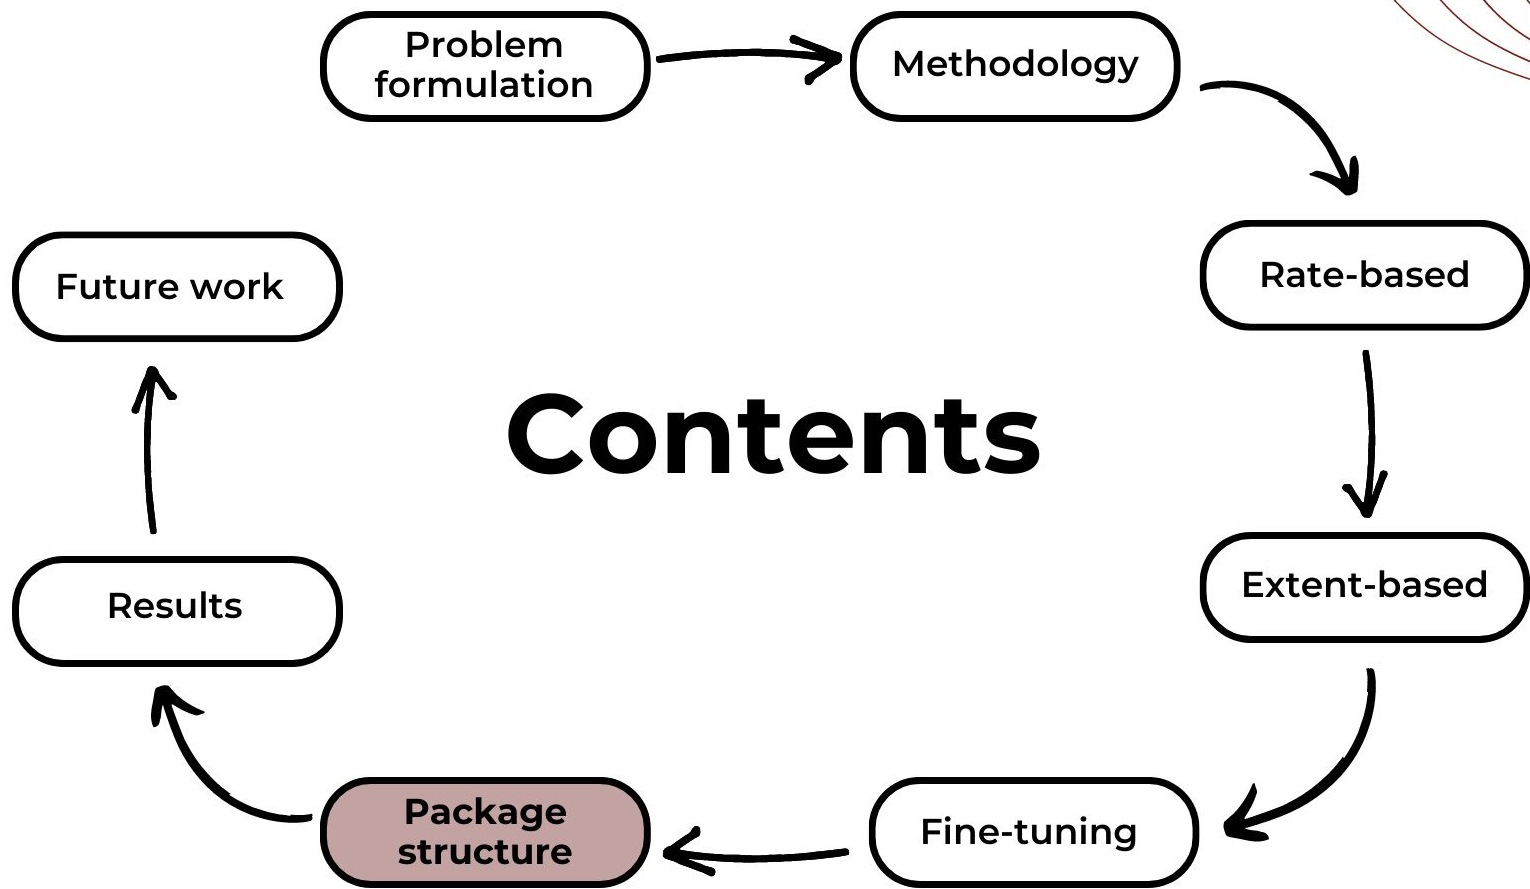 Problem
formulation
Methodology
Rate-based
Extent-based
Fine-tuning
Package
structure
Results
Future work
Contents